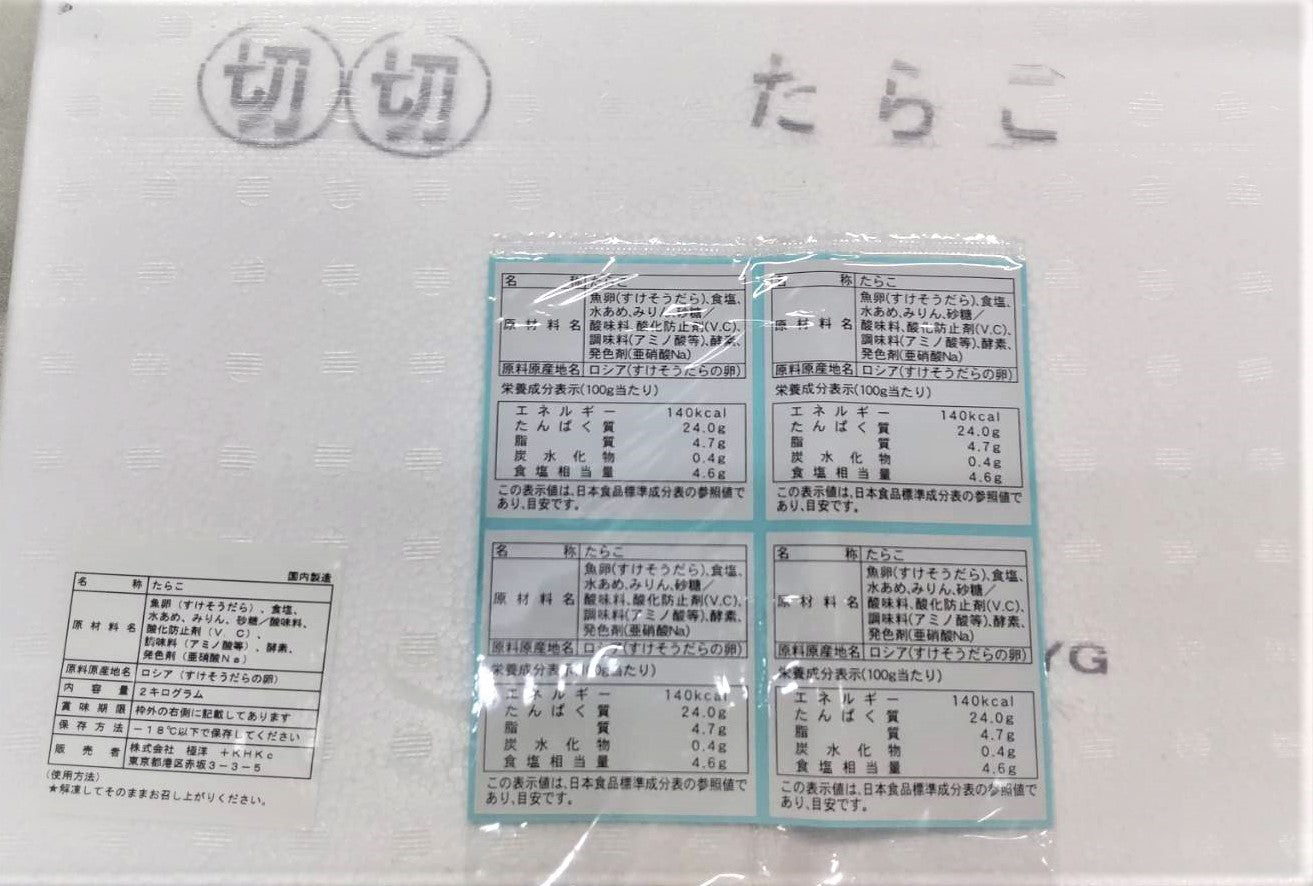 切 切 たらこ
名称 たらこ
原材料名 魚卵(すけそうだら)、食塩、
水あめ、みりん、砂糖／
酸味料、酸化防止剤(V.C)、
調味料(アミノ酸等)、酵素、
発色剤(亜硝酸Na)
原料原産地名 ロシア(すけそうだらの卵)
栄養成分表示(100g当たり)
エネルギー 140kcal
たんぱく質 24.0g
脂質 4.7g
炭水化物 0.4g
食塩相当量 4.6g
この表示値は、日本食品標準成分表の参照値で
あり、目安です。
名称 たらこ
原材料名 魚卵(すけそうだら)、食塩、
水あめ、みりん、砂糖／
酸味料、酸化防止剤(V.C)、
調味料(アミノ酸等)、酵素、
発色剤(亜硝酸Na)
原料原産地名 ロシア(すけそうだらの卵)
栄養成分表示(100g当たり)
エネルギー 140kcal
たんぱく質 24.0g
脂質 4.7g
炭水化物 0.4g
食塩相当量 4.6g
この表示値は、日本食品標準成分表の参照値で
あり、目安です。
名称 たらこ
原材料名 魚卵(すけそうだら)、食塩、
水あめ、みりん、砂糖／
酸味料、酸化防止剤(V.C)、
調味料(アミノ酸等)、酵素、
発色剤(亜硝酸Na)
原料原産地名 ロシア(すけそうだらの卵)
栄養成分表示(100g当たり)
エネルギー 140kcal
たんぱく質 24.0g
脂質 4.7g
炭水化物 0.4g
食塩相当量 4.6g
この表示値は、日本食品標準成分表の参照値で
あり、目安です。
名称 たらこ
原材料名 魚卵(すけそうだら)、食塩、
水あめ、みりん、砂糖／
酸味料、酸化防止剤(V.C)、
調味料(アミノ酸等)、酵素、
発色剤(亜硝酸Na)
原料原産地名 ロシア(すけそうだらの卵)
栄養成分表示(100g当たり)
エネルギー 140kcal
たんぱく質 24.0g
脂質 4.7g
炭水化物 0.4g
食塩相当量 4.6g
この表示値は、日本食品標準成分表の参照値で
あり、目安です。
国内製造
名称 たらこ
原材料名 魚卵（すけそうだら）、食塩、
水あめ、みりん、砂糖／酸味料、
酸化防止剤（V．C）、
調味料（アミノ酸等）、酵素、
発色剤（亜硝酸Na）
原料原産地名 ロシア（すけそうだらの卵）
内容量 2キログラム
賞味期限 枠外の右側に記載してあります
保存方法 －18℃以下で保存してください
販売者 株式会社 極洋 +KHKc
東京都港区赤坂3－3－5
（使用方法）
★解凍してそのままお召し上がりください。